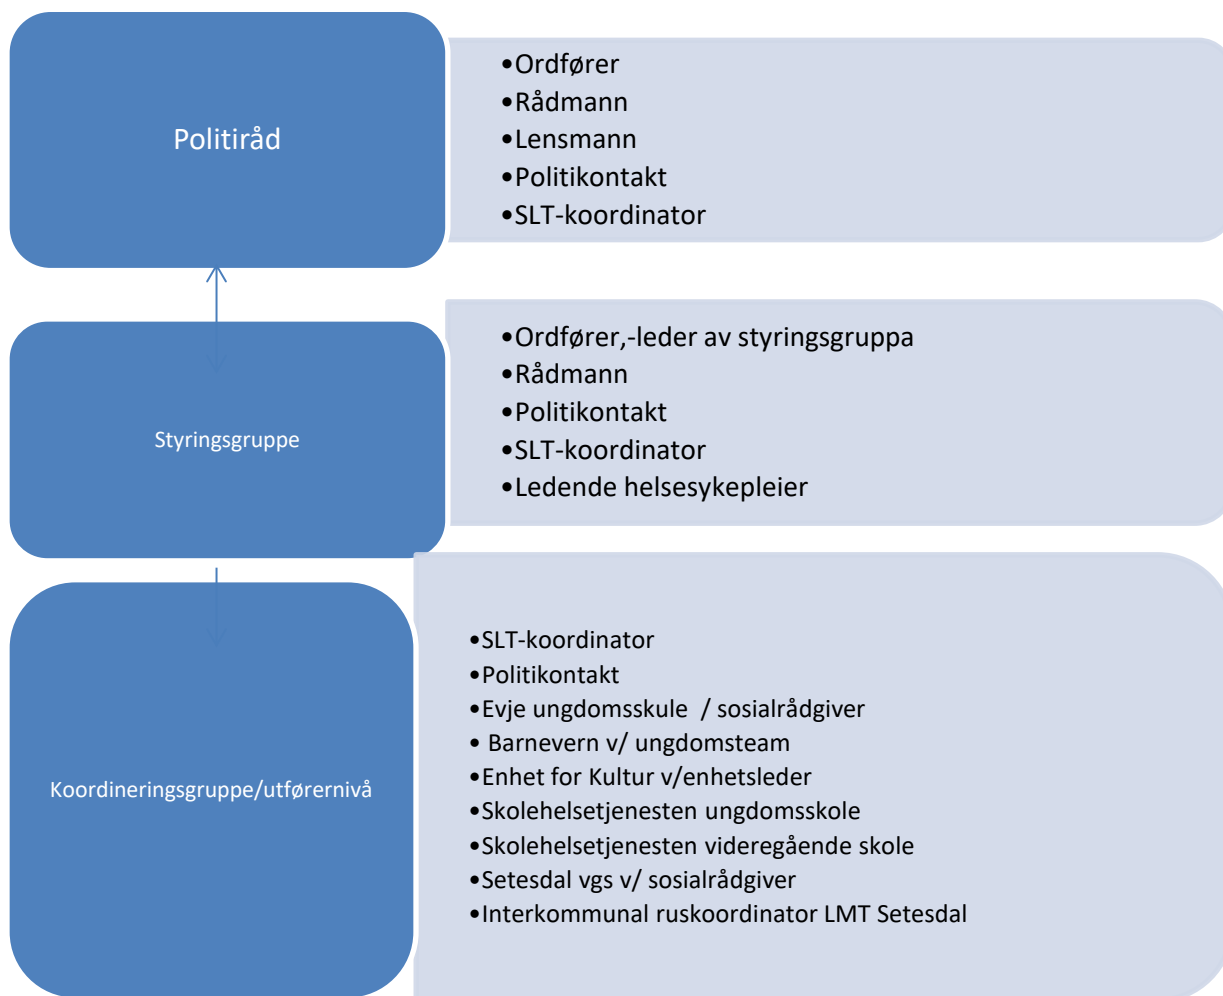 Politiråd
•Ordfører
•Rådmann
•Lensmann
•Politikontakt
•SLT-koordinator
Styringsgruppe
•Ordfører,-leder av styringsgruppa
•Rådmann
•Politikontakt
•SLT-koordinator
•Ledende helsesykepleier
Koordineringsgruppe/utførernivå
•SLT-koordinator
•Politikontakt
•Evje ungdomsskule / sosialrådgiver
• Barnevern v/ ungdomsteam
•Enhet for Kultur v/enhetsleder
•Skolehelsetjenesten ungdomsskole
•Skolehelsetjenesten videregående skole
•Setesdal vgs v/ sosialrådgiver
•Interkommunal ruskoordinator LMT Setesdal